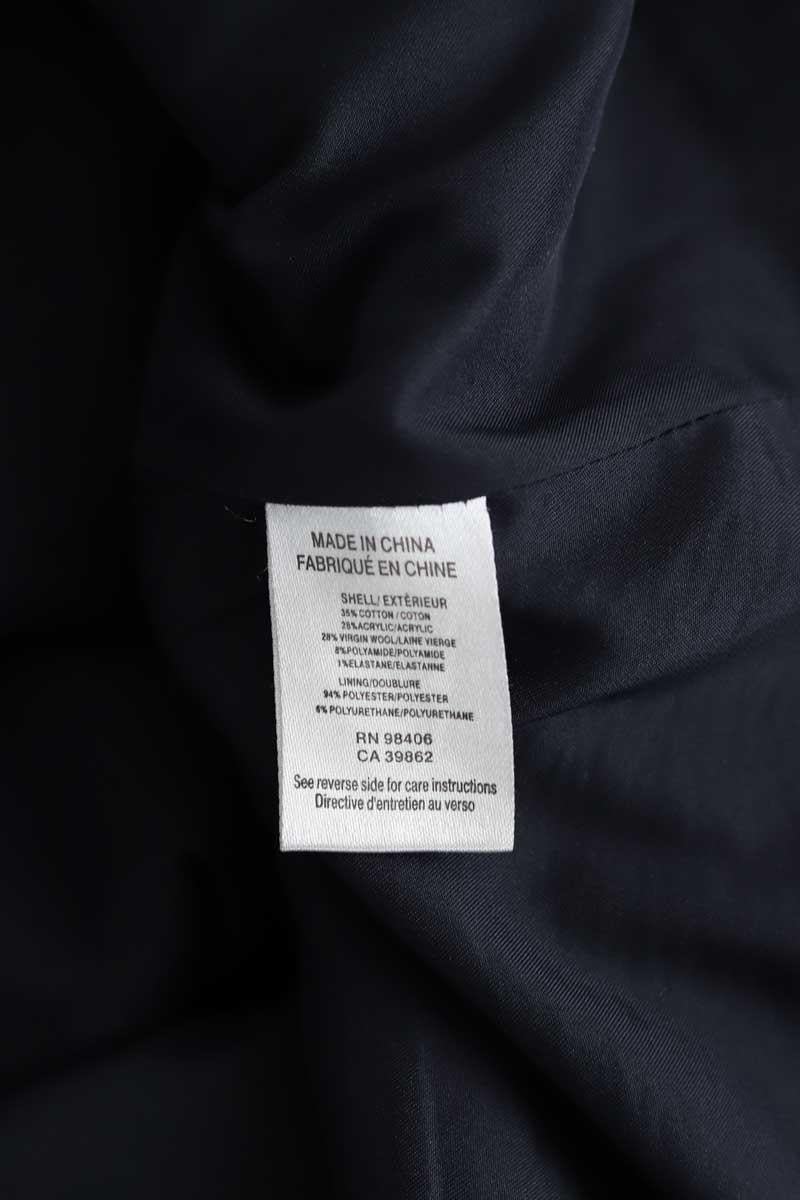 MADE IN CHINA
FABRIQUÉ EN CHINE
SHELL/ EXTÉRIEUR
35% COTTON / COTON
28%ACRYLIC/ACRYLIC
28% VIRGIN WOOL/LAINE VIERGE
8%POLYAMIDE/POLYAMIDE
1%ELASTANE/ELASTANNE
LINING/DOUBLURE
94% POLYESTER/POLYESTER
6% POLYURETHANE/POLYURETHANE
RN 98406
CA 39862
See reverse side for care instructions
Directive d'entretien au verso